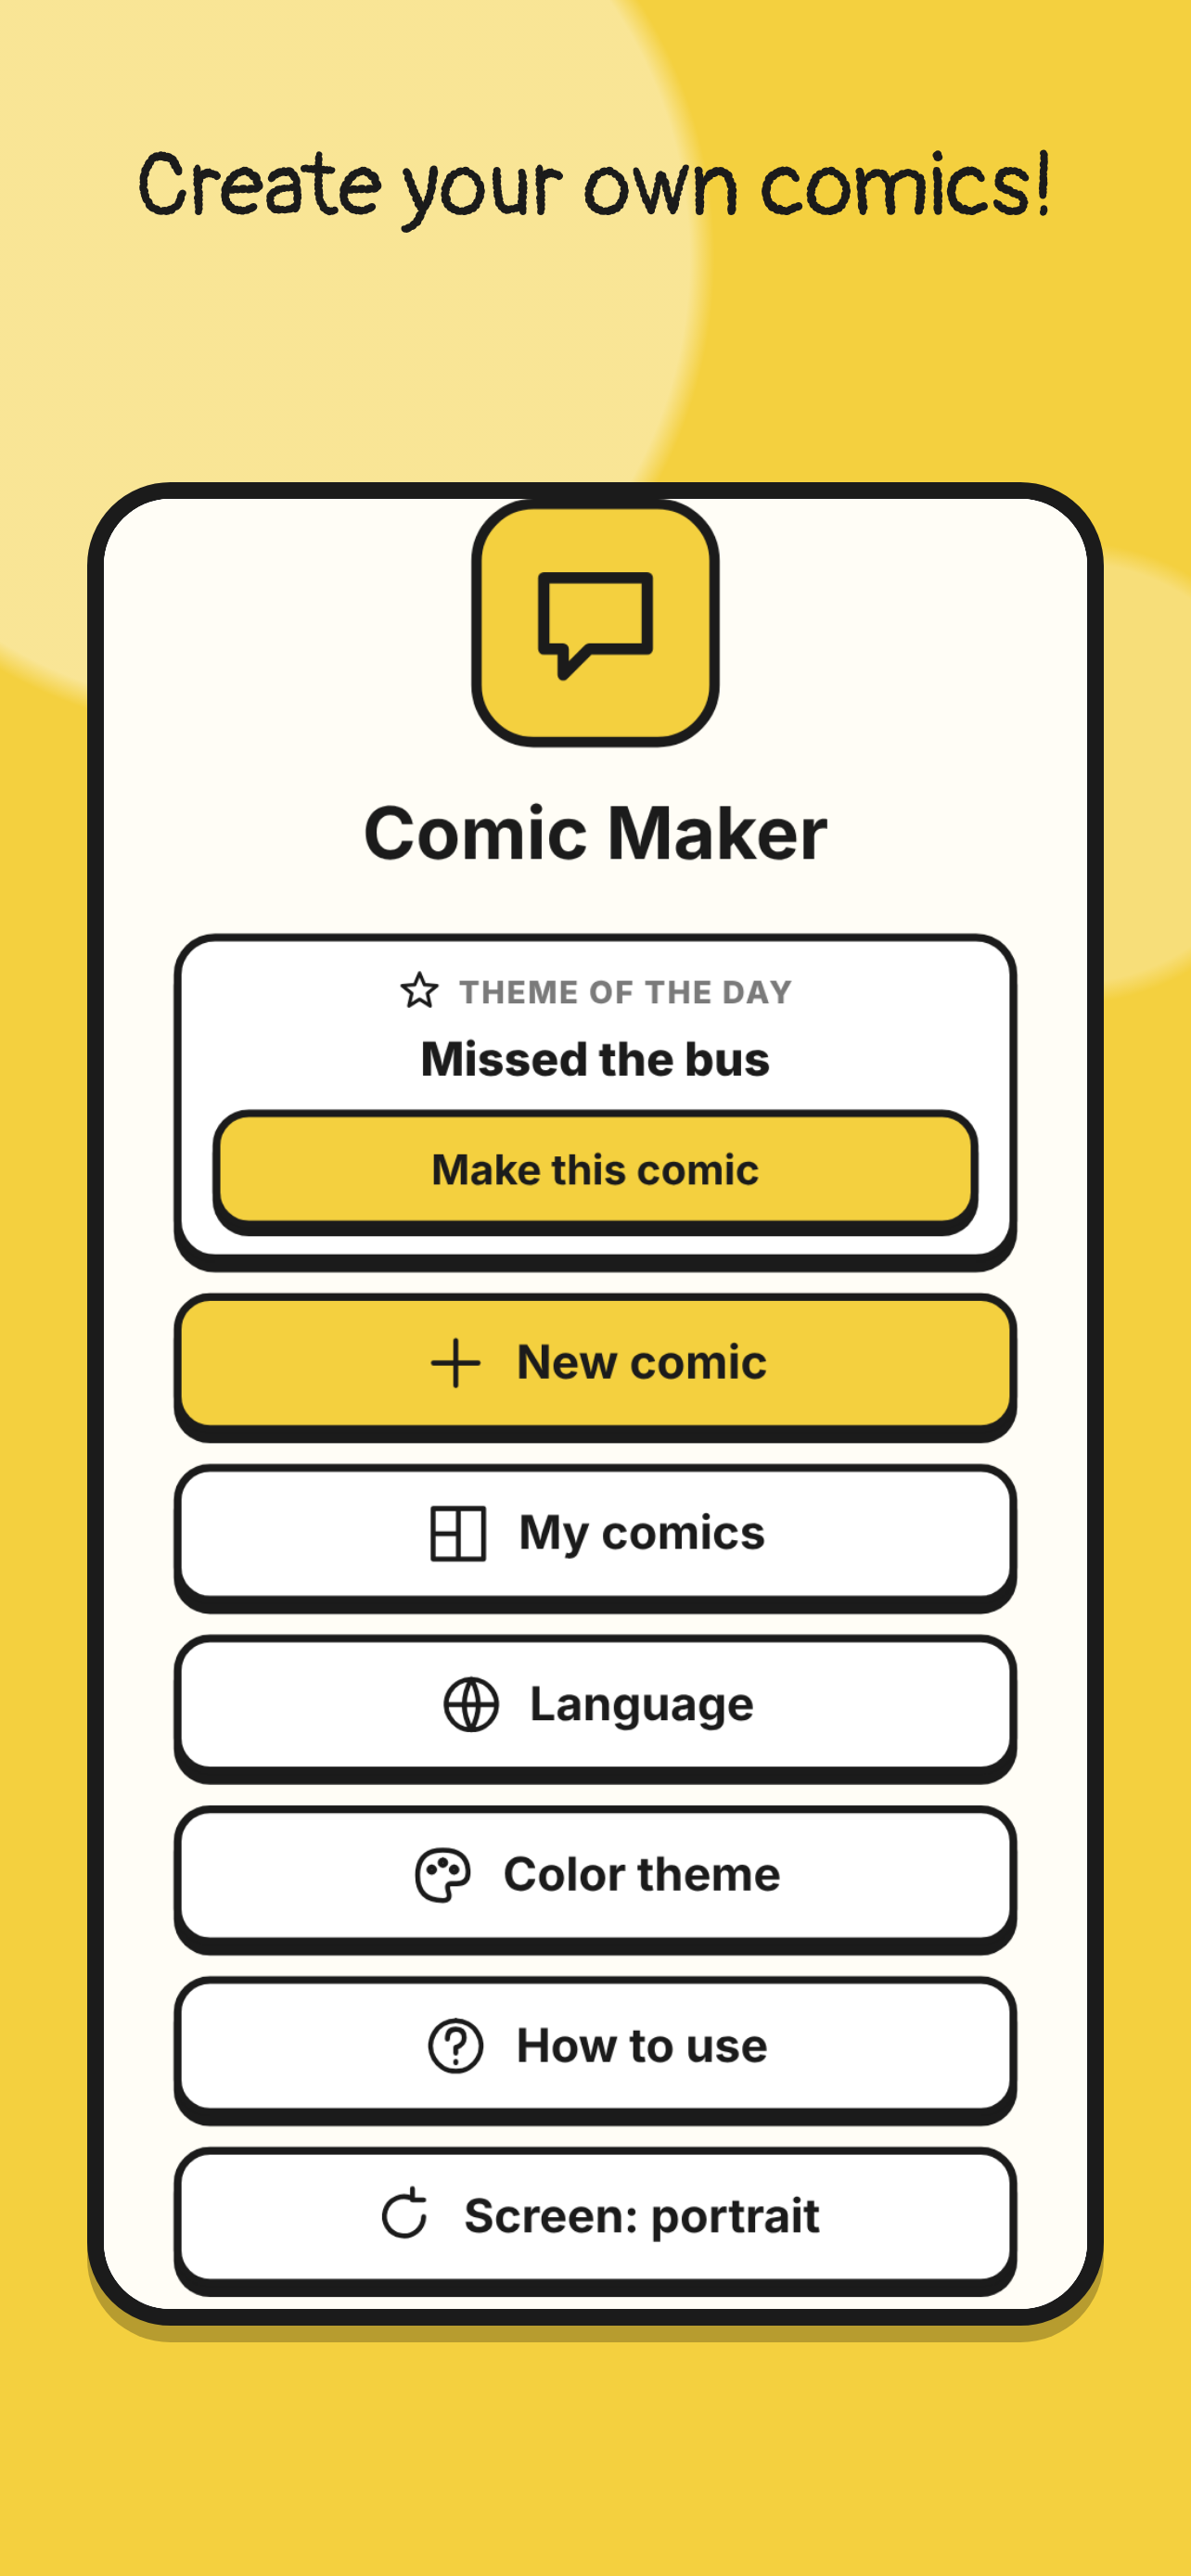 Create your own comics!
Comic Maker
THEME OF THE DAY
Missed the bus
Make this comic
New comic
My comics
Language
Color theme
How to use
Screen: portrait